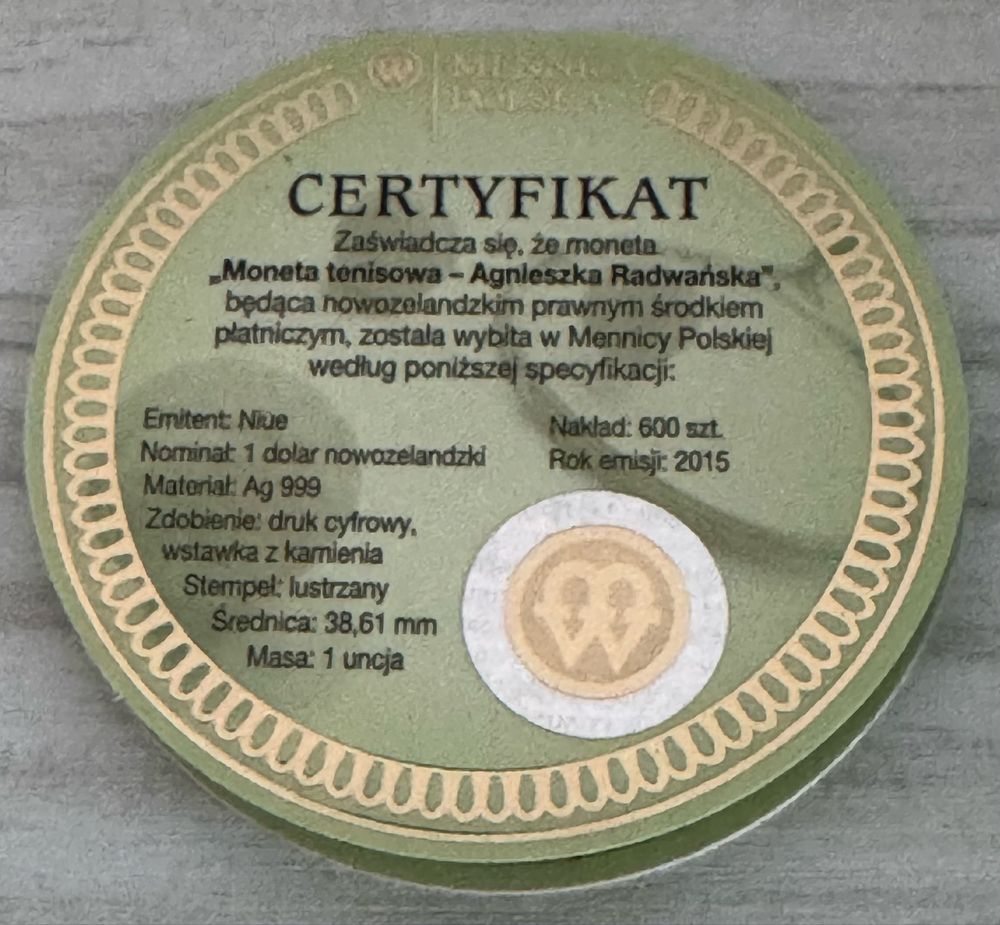 MENNICA
POLSKA
CERTYFIKAT
Zaświadcza się, że moneta
„Moneta tenisowa – Agnieszka Radwańska”,
będąca nowozelandzkim prawnym środkiem
płatniczym, została wybita w Mennicy Polskiej
według poniższej specyfikacji:
Emitent: Niue
Nominał: 1 dolar nowozelandzki
Materiał: Ag 999
Zdobienie: druk cyfrowy,
wstawka z kamienia
Stempel: lustrzany
Średnica: 38,61 mm
Masa: 1 uncja
Nakład: 600 szt.
Rok emisji: 2015